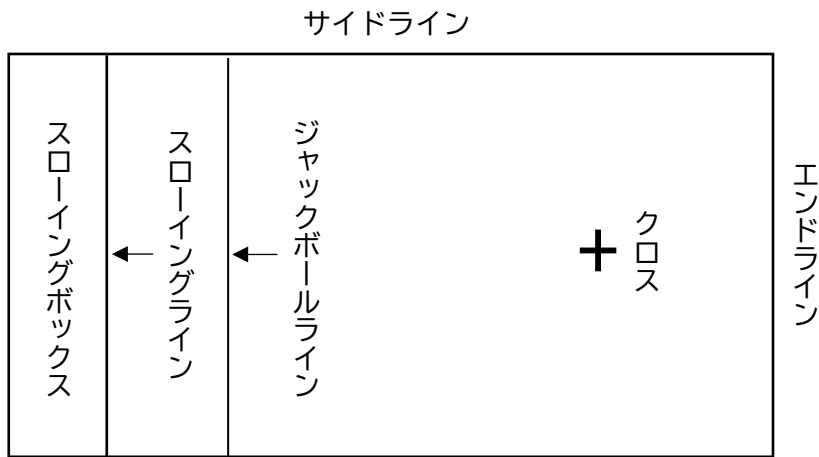 サイドライン
スローイングボックス
スローイングライン
ジャックボールライン
クロス
エンドライン